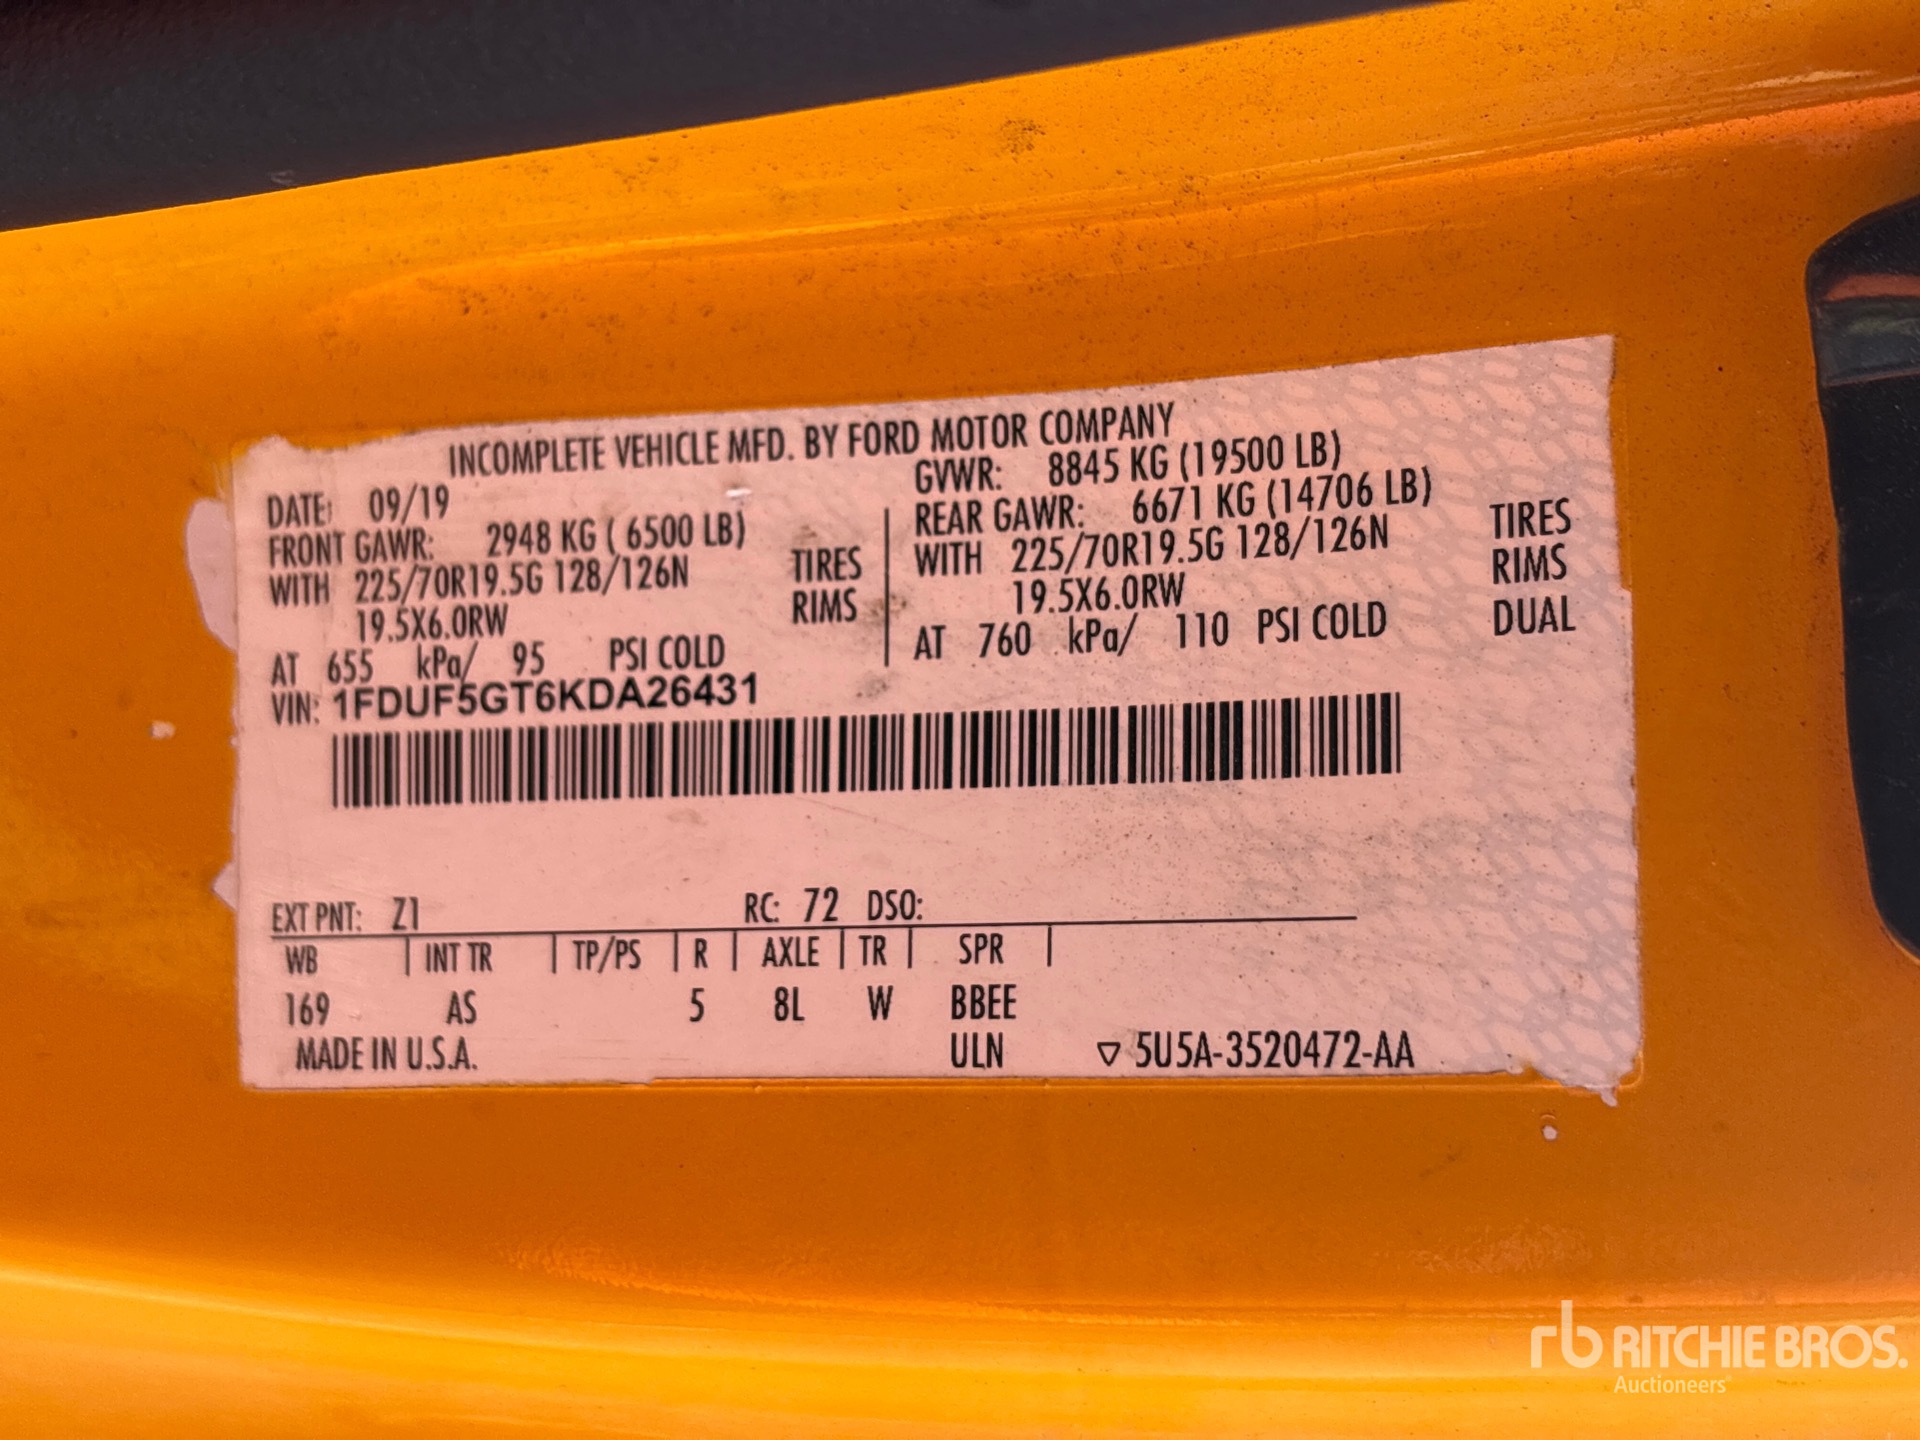 INCOMPLETE VEHICLE MFD. BY FORD MOTOR COMPANY
DATE: 09/19
GVWR: 8845 KG (19500 LB)
FRONT GAWR: 2948 KG ( 6500 LB)
REAR GAWR: 6671 KG (14706 LB)
WITH 225/70R19.5G 128/126N TIRES
19.5X6.0RW RIMS
WITH 225/70R19.5G 128/126N TIRES
19.5X6.0RW RIMS
AT 655 kPa/ 95 PSI COLD
AT 760 kPa/ 110 PSI COLD DUAL
VIN: 1FDUF5GT6KDA26431
EXT PNT: Z1 RC: 72 DSO:
WB INT TR TP/PS R AXLE TR SPR
169 AS 5 8L W BBEE
MADE IN U.S.A. ULN ▽ 5U5A-3520472-AA
rb RITCHIE BROS.
Auctioneers